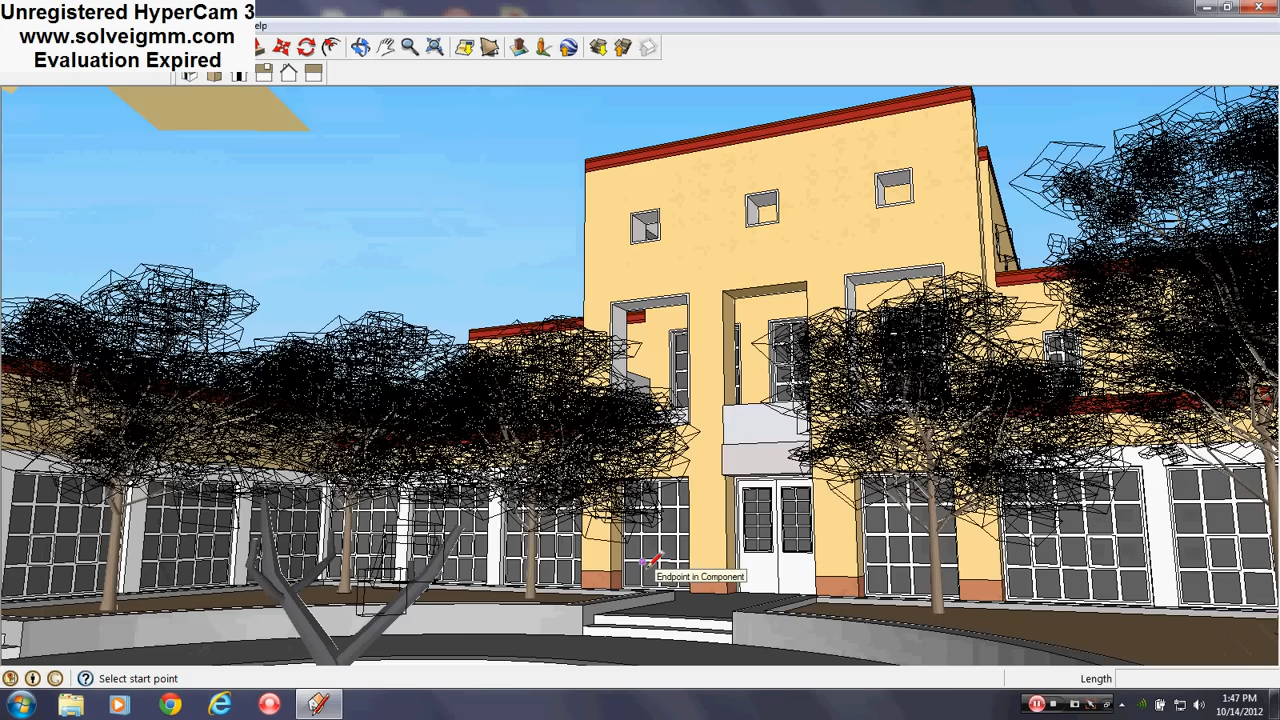 Unregistered HyperCam 3
www.solveigmm.com
Evaluation Expired
elp
Endpoint in Component
Select start point
Length
1:47 PM
10/14/2012